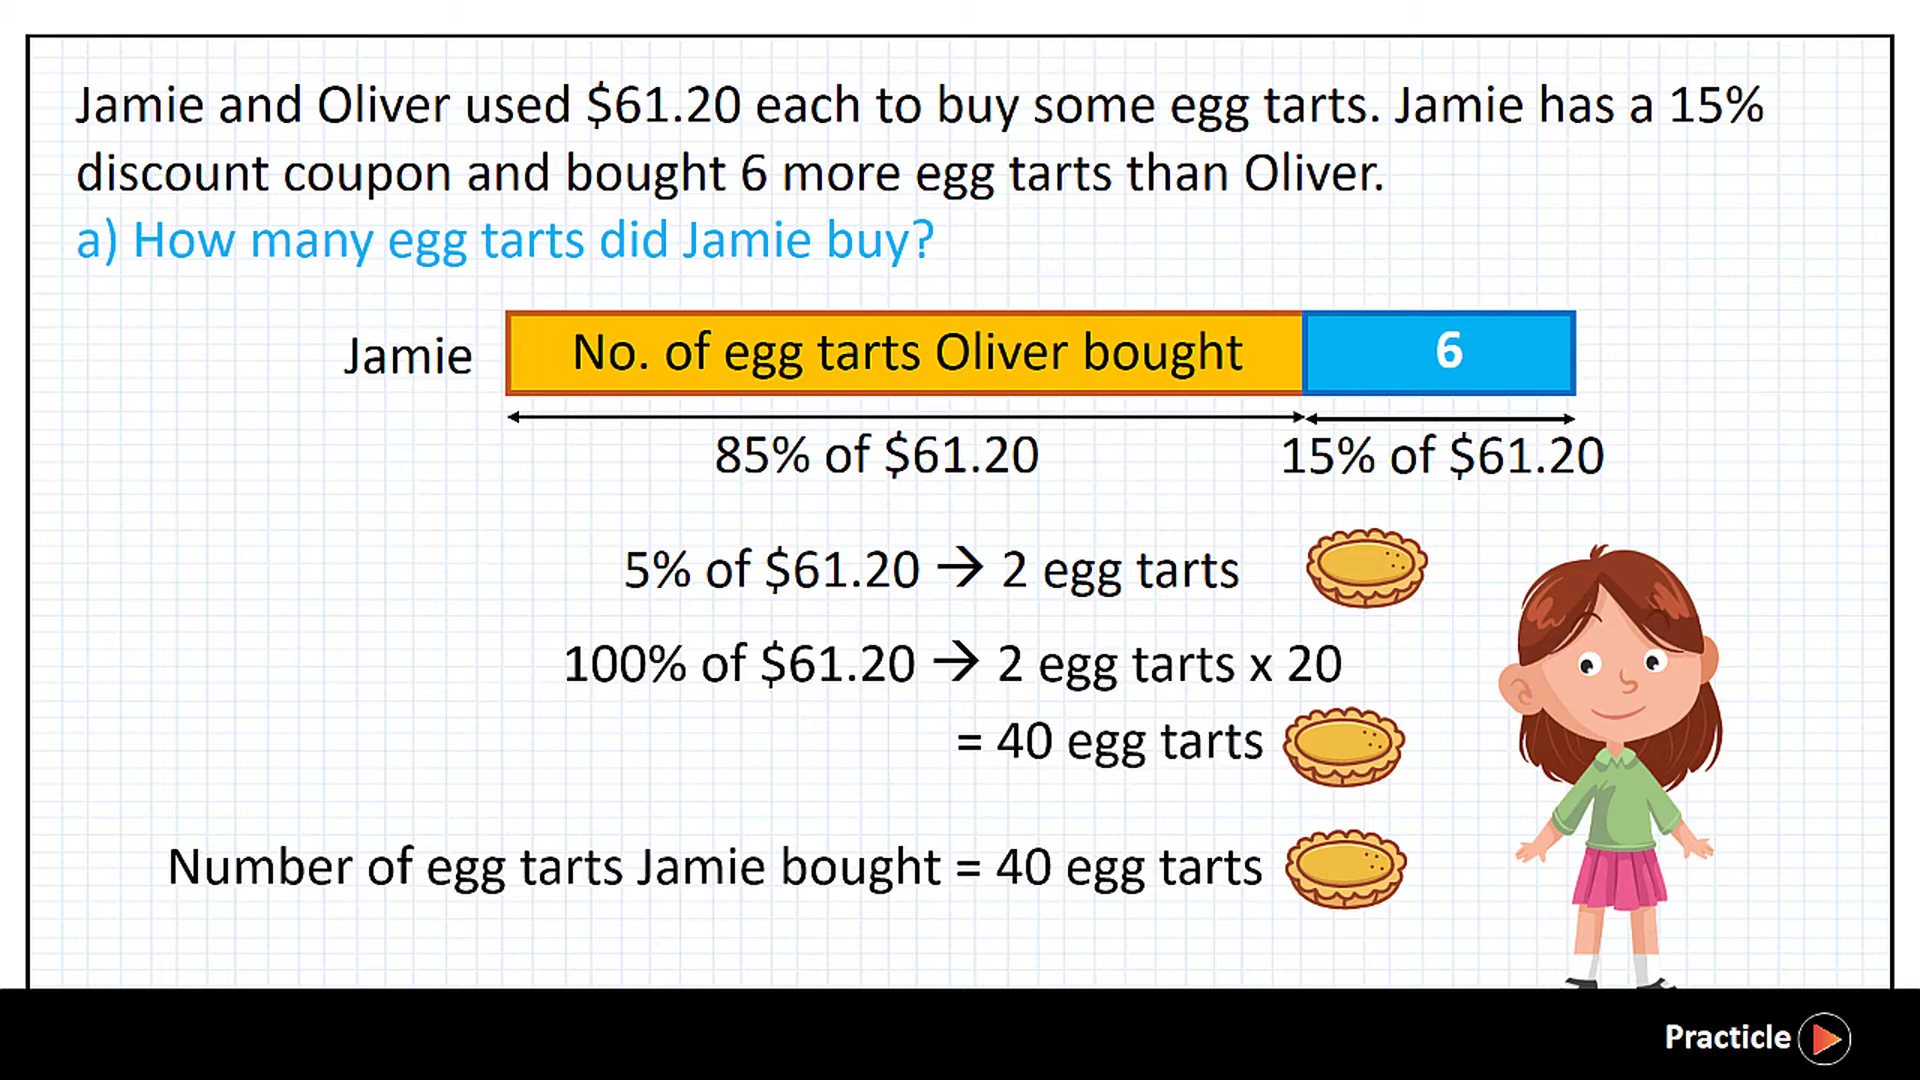 Jamie and Oliver used $61.20 each to buy some egg tarts. Jamie has a 15%
discount coupon and bought 6 more egg tarts than Oliver.
a) How many egg tarts did Jamie buy?
Jamie No. of egg tarts Oliver bought 6
85% of $61.20 15% of $61.20
5% of $61.20 → 2 egg tarts
100% of $61.20 → 2 egg tarts x 20
= 40 egg tarts
Number of egg tarts Jamie bought = 40 egg tarts
Practicle